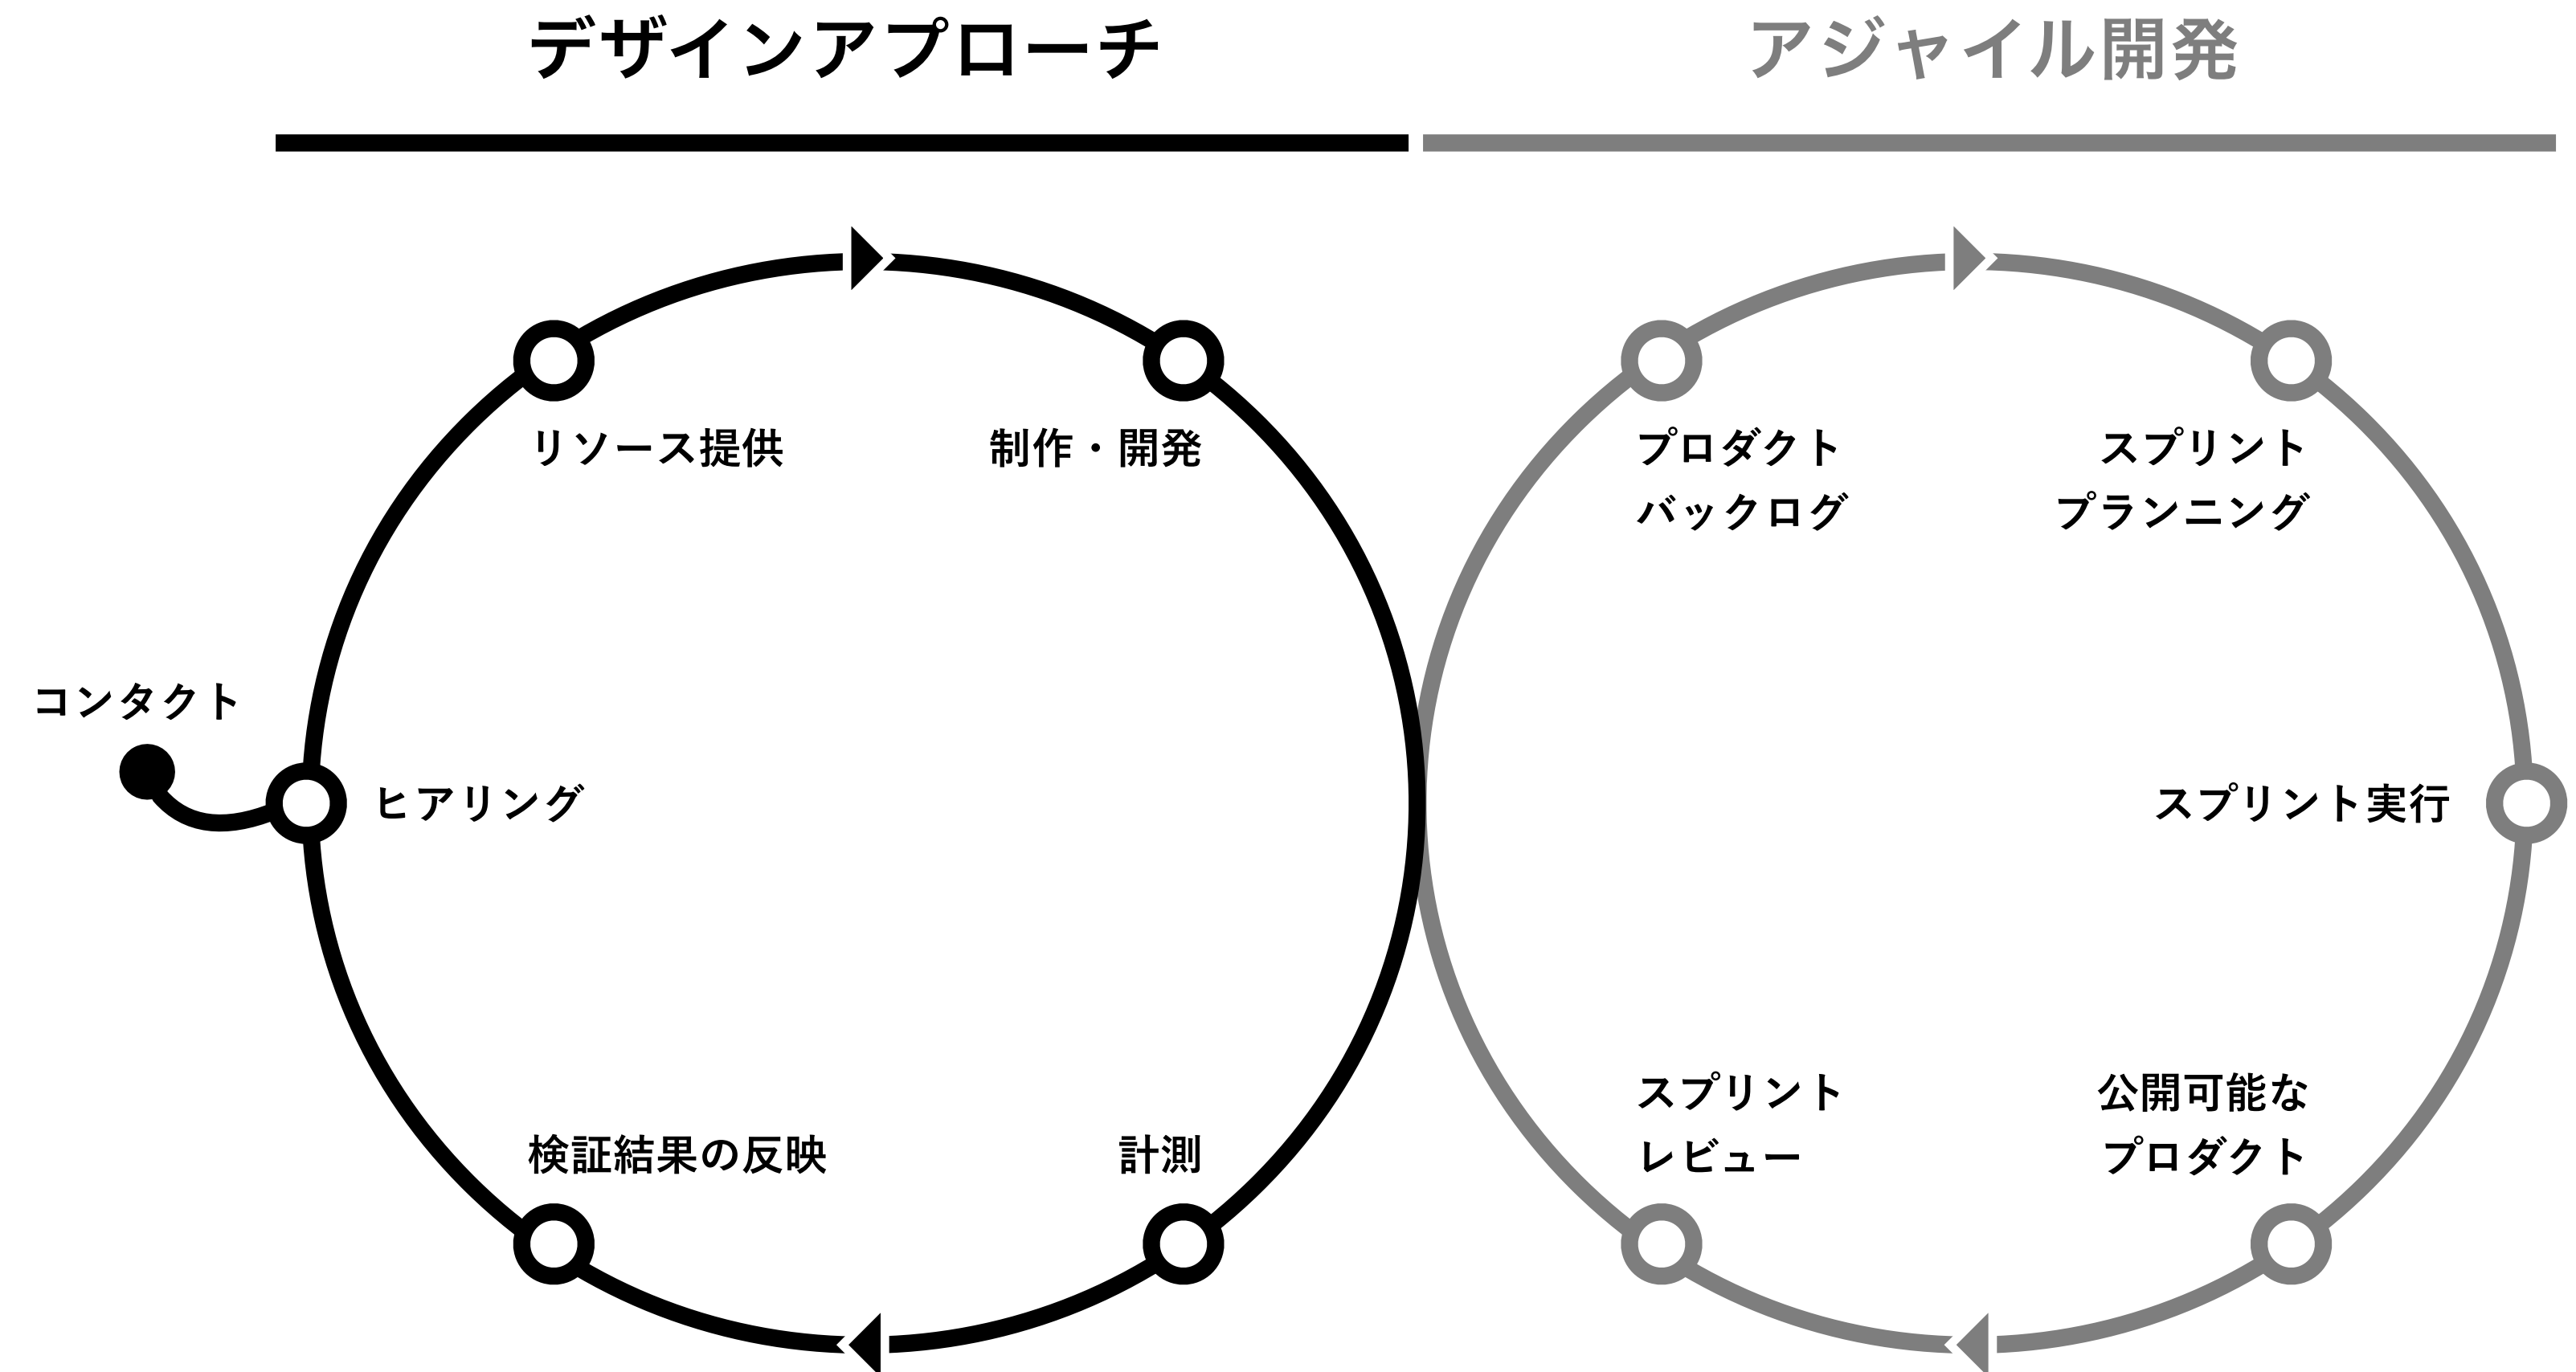 デザインアプローチ
アジャイル開発
リソース提供
制作・開発
プロダクト
バックログ
スプリント
プランニング
コンタクト
ヒアリング
スプリント実行
検証結果の反映
計測
スプリント
レビュー
公開可能な
プロダクト